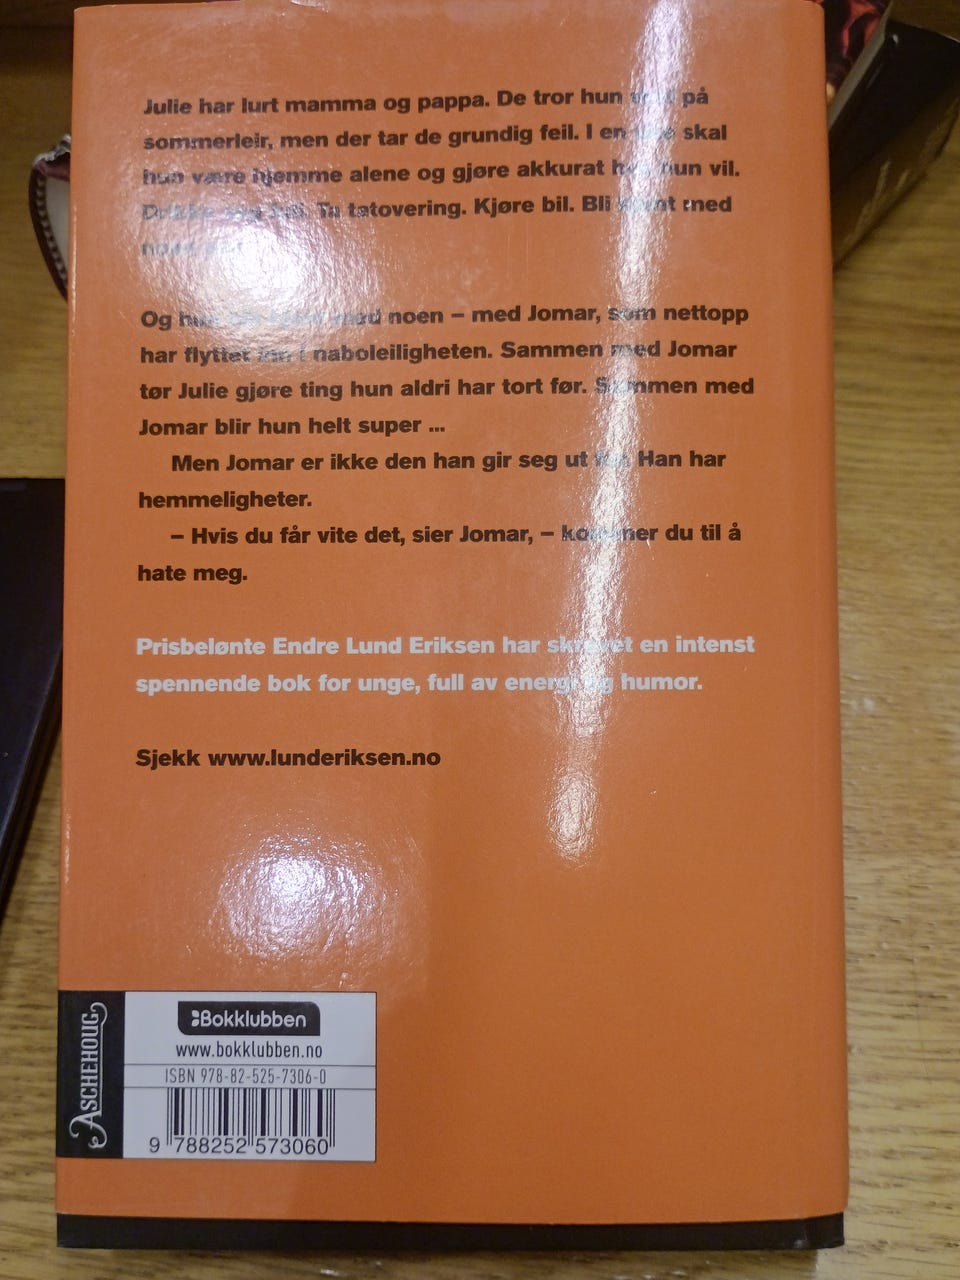 Julie har lurt mamma og pappa. De tror hun på
sommerleir, men der tar de grundig feil. I en skal
hun være hjemme alene og gjøre akkurat hun vil.
Ta tatovering. Kjøre bil. Bli med
Og med noen – med Jomar, som nettopp
har flyttet inn i naboleiligheten. Sammen med Jomar
tør Julie gjøre ting hun aldri har tort før. Sammen med
Jomar blir hun helt super ...
Men Jomar er ikke den han gir seg ut Han har
hemmeligheter.
– Hvis du får vite det, sier Jomar, – kommer du til å
hate meg.
Prisbelønte Endre Lund Eriksen har skrevet en intenst
spennende bok for unge, full av energi og humor.
Sjekk www.lunderiksen.no
ASCHEHOUG
Bokklubben
www.bokklubben.no
ISBN 978-82-525-7306-0
9 788252 573060